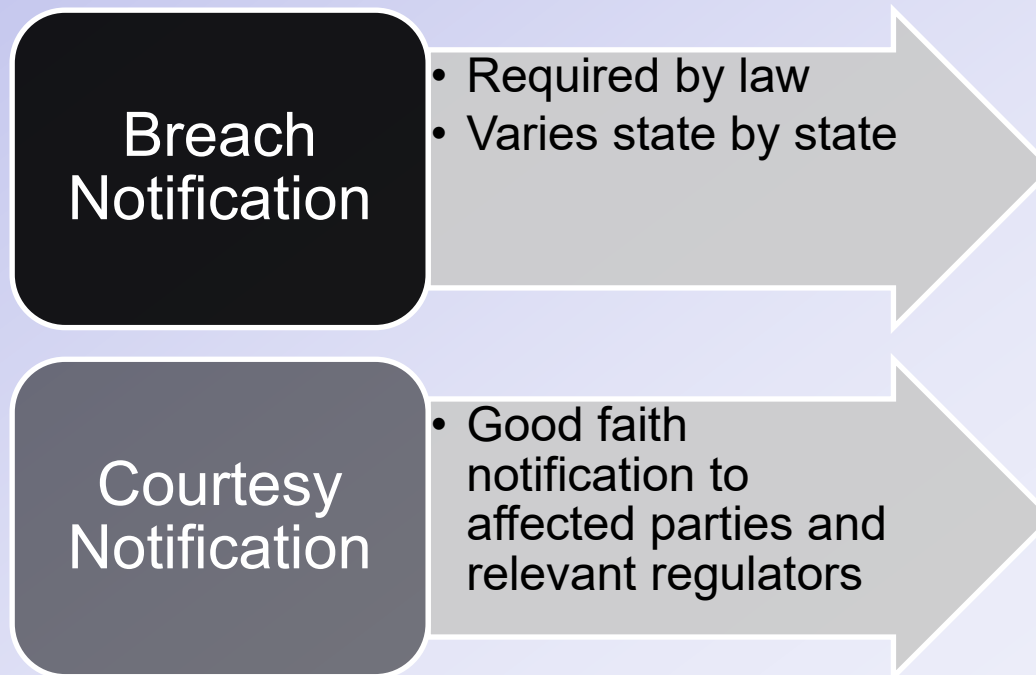 Breach
Notification
• Required by law
• Varies state by state
Courtesy
Notification
• Good faith
notification to
affected parties and
relevant regulators